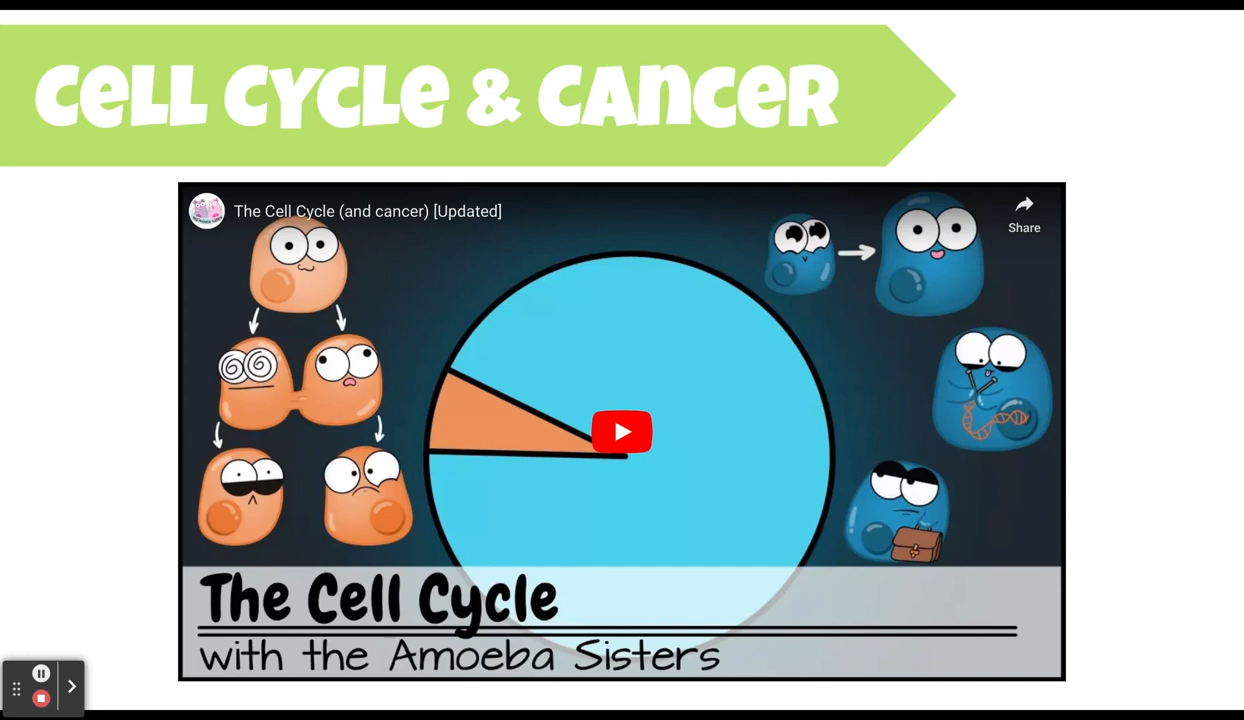 CELL CYCLE & CANCER
The Cell Cycle (and cancer) [Updated]
Share
The Cell Cycle
with the Amoeba Sisters